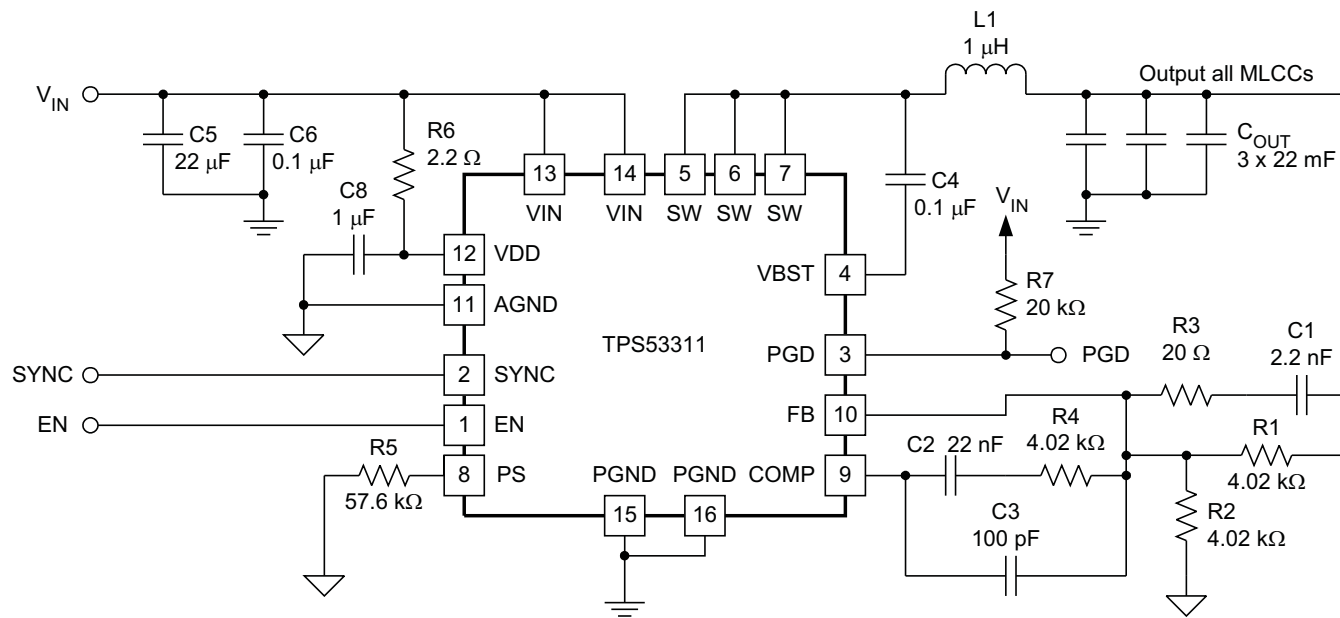 L1
1 μH
Output all MLCCs
V_IN
C5
22 μF
C6
0.1 μF
R6
2.2 Ω
C_OUT
3 x 22 mF
13
14
5
6
7
C4
0.1 μF
VIN
VIN
SW
SW
SW
V_IN
C8
1 μF
12
VDD
VBST
4
R7
20 kΩ
11
AGND
TPS53311
PGD
3
PGD
R3
20 Ω
C1
2.2 nF
SYNC
2
SYNC
EN
1
EN
FB
10
R5
57.6 kΩ
8
PS
PGND
PGND
COMP
9
C2 22 nF
R4
4.02 kΩ
R1
4.02 kΩ
15
16
C3
100 pF
R2
4.02 kΩ